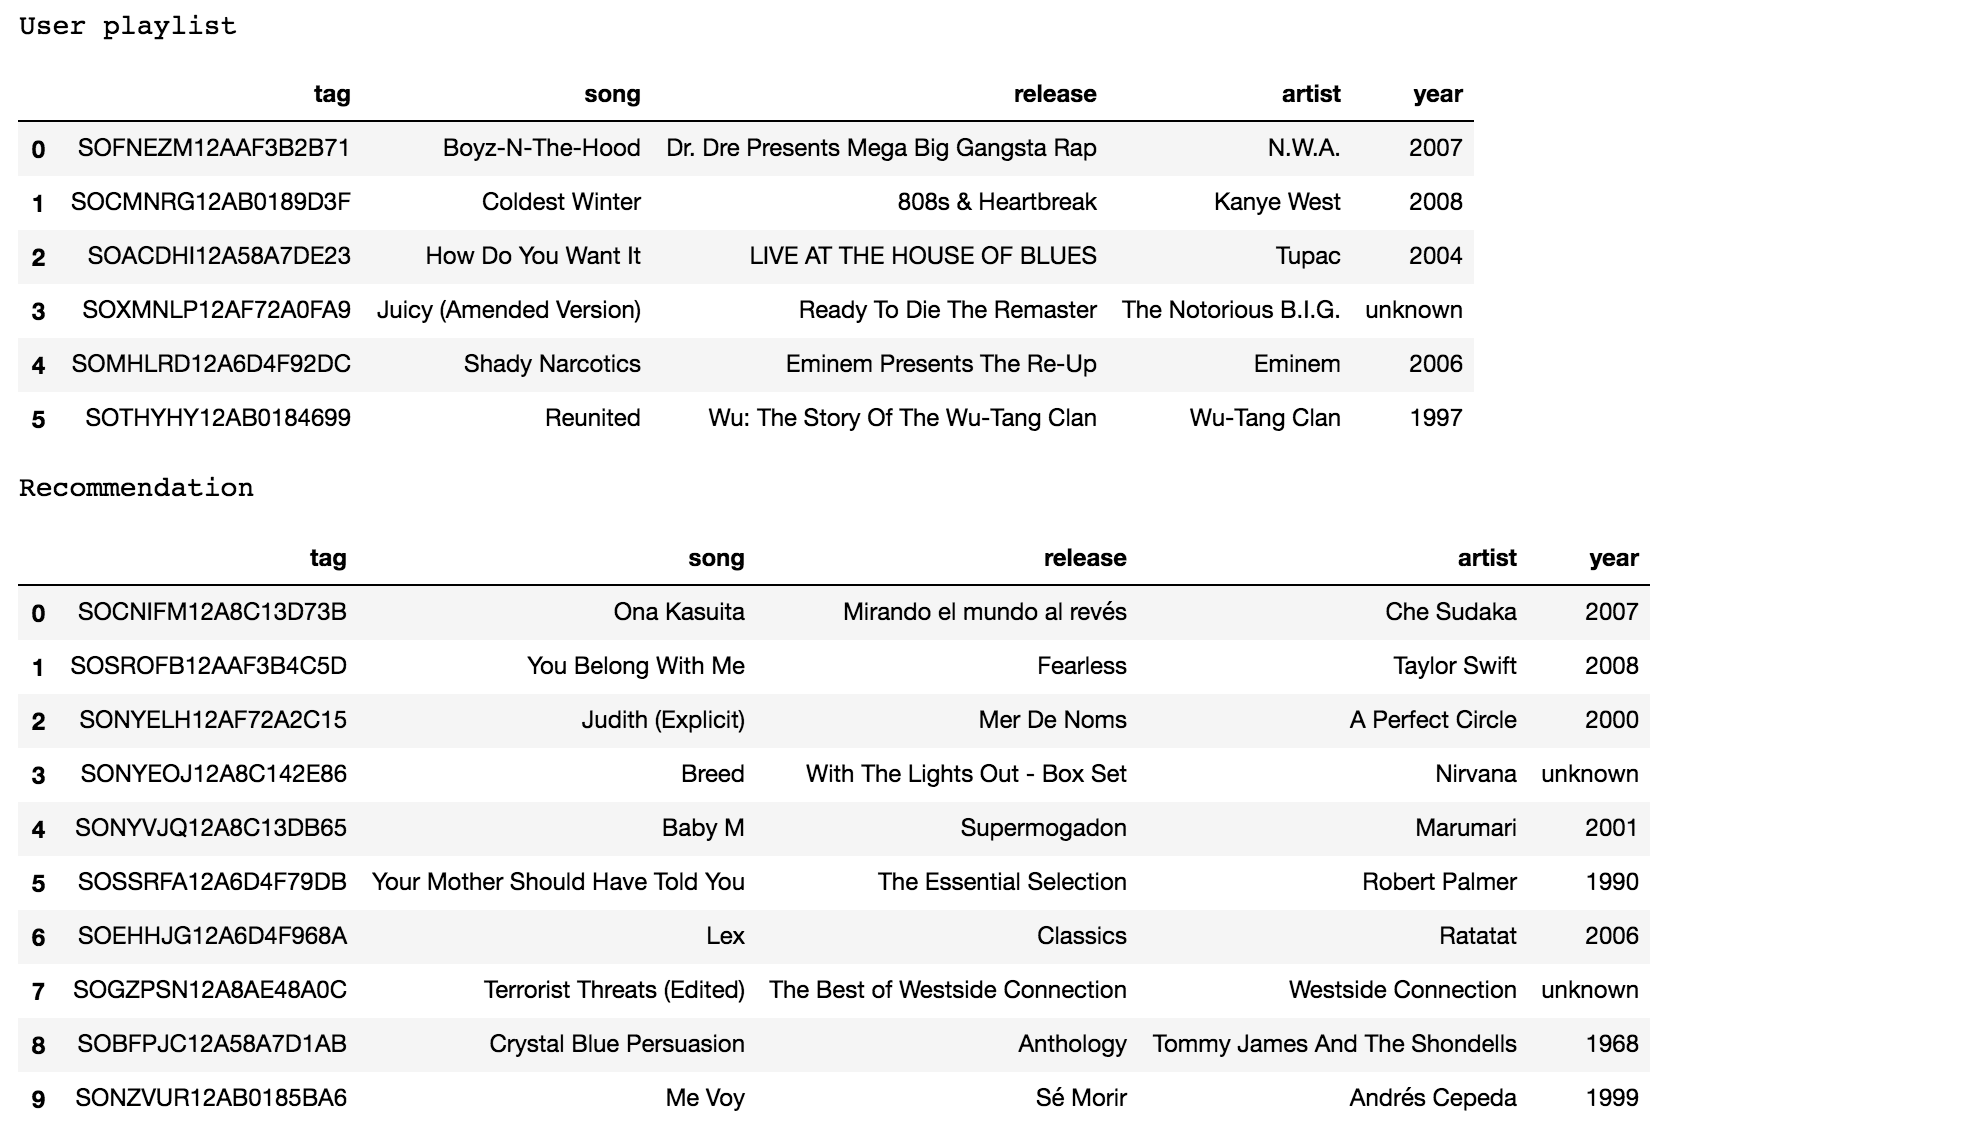 User playlist
tag song release artist year
0 SOFNEZM12AAF3B2B71 Boyz-N-The-Hood Dr. Dre Presents Mega Big Gangsta Rap N.W.A. 2007
1 SOCMNRG12AB0189D3F Coldest Winter 808s & Heartbreak Kanye West 2008
2 SOACDHI12A58A7DE23 How Do You Want It LIVE AT THE HOUSE OF BLUES Tupac 2004
3 SOXMNLP12AF72A0FA9 Juicy (Amended Version) Ready To Die The Remaster The Notorious B.I.G. unknown
4 SOMHLRD12A6D4F92DC Shady Narcotics Eminem Presents The Re-Up Eminem 2006
5 SOTHYHY12AB0184699 Reunited Wu: The Story Of The Wu-Tang Clan Wu-Tang Clan 1997
Recommendation
tag song release artist year
0 SOCNIFM12A8C13D73B Ona Kasuita Mirando el mundo al revés Che Sudaka 2007
1 SOSROFB12AAF3B4C5D You Belong With Me Fearless Taylor Swift 2008
2 SONYELH12AF72A2C15 Judith (Explicit) Mer De Noms A Perfect Circle 2000
3 SONYEOJ12A8C142E86 Breed With The Lights Out - Box Set Nirvana unknown
4 SONYVJQ12A8C13DB65 Baby M Supermogadon Marumari 2001
5 SOSSRFA12A6D4F79DB Your Mother Should Have Told You The Essential Selection Robert Palmer 1990
6 SOEHHJG12A6D4F968A Lex Classics Ratatat 2006
7 SOGZPSN12A8AE48A0C Terrorist Threats (Edited) The Best of Westside Connection Westside Connection unknown
8 SOBFPJC12A58A7D1AB Crystal Blue Persuasion Anthology Tommy James And The Shondells 1968
9 SONZVUR12AB0185BA6 Me Voy Sé Morir Andrés Cepeda 1999